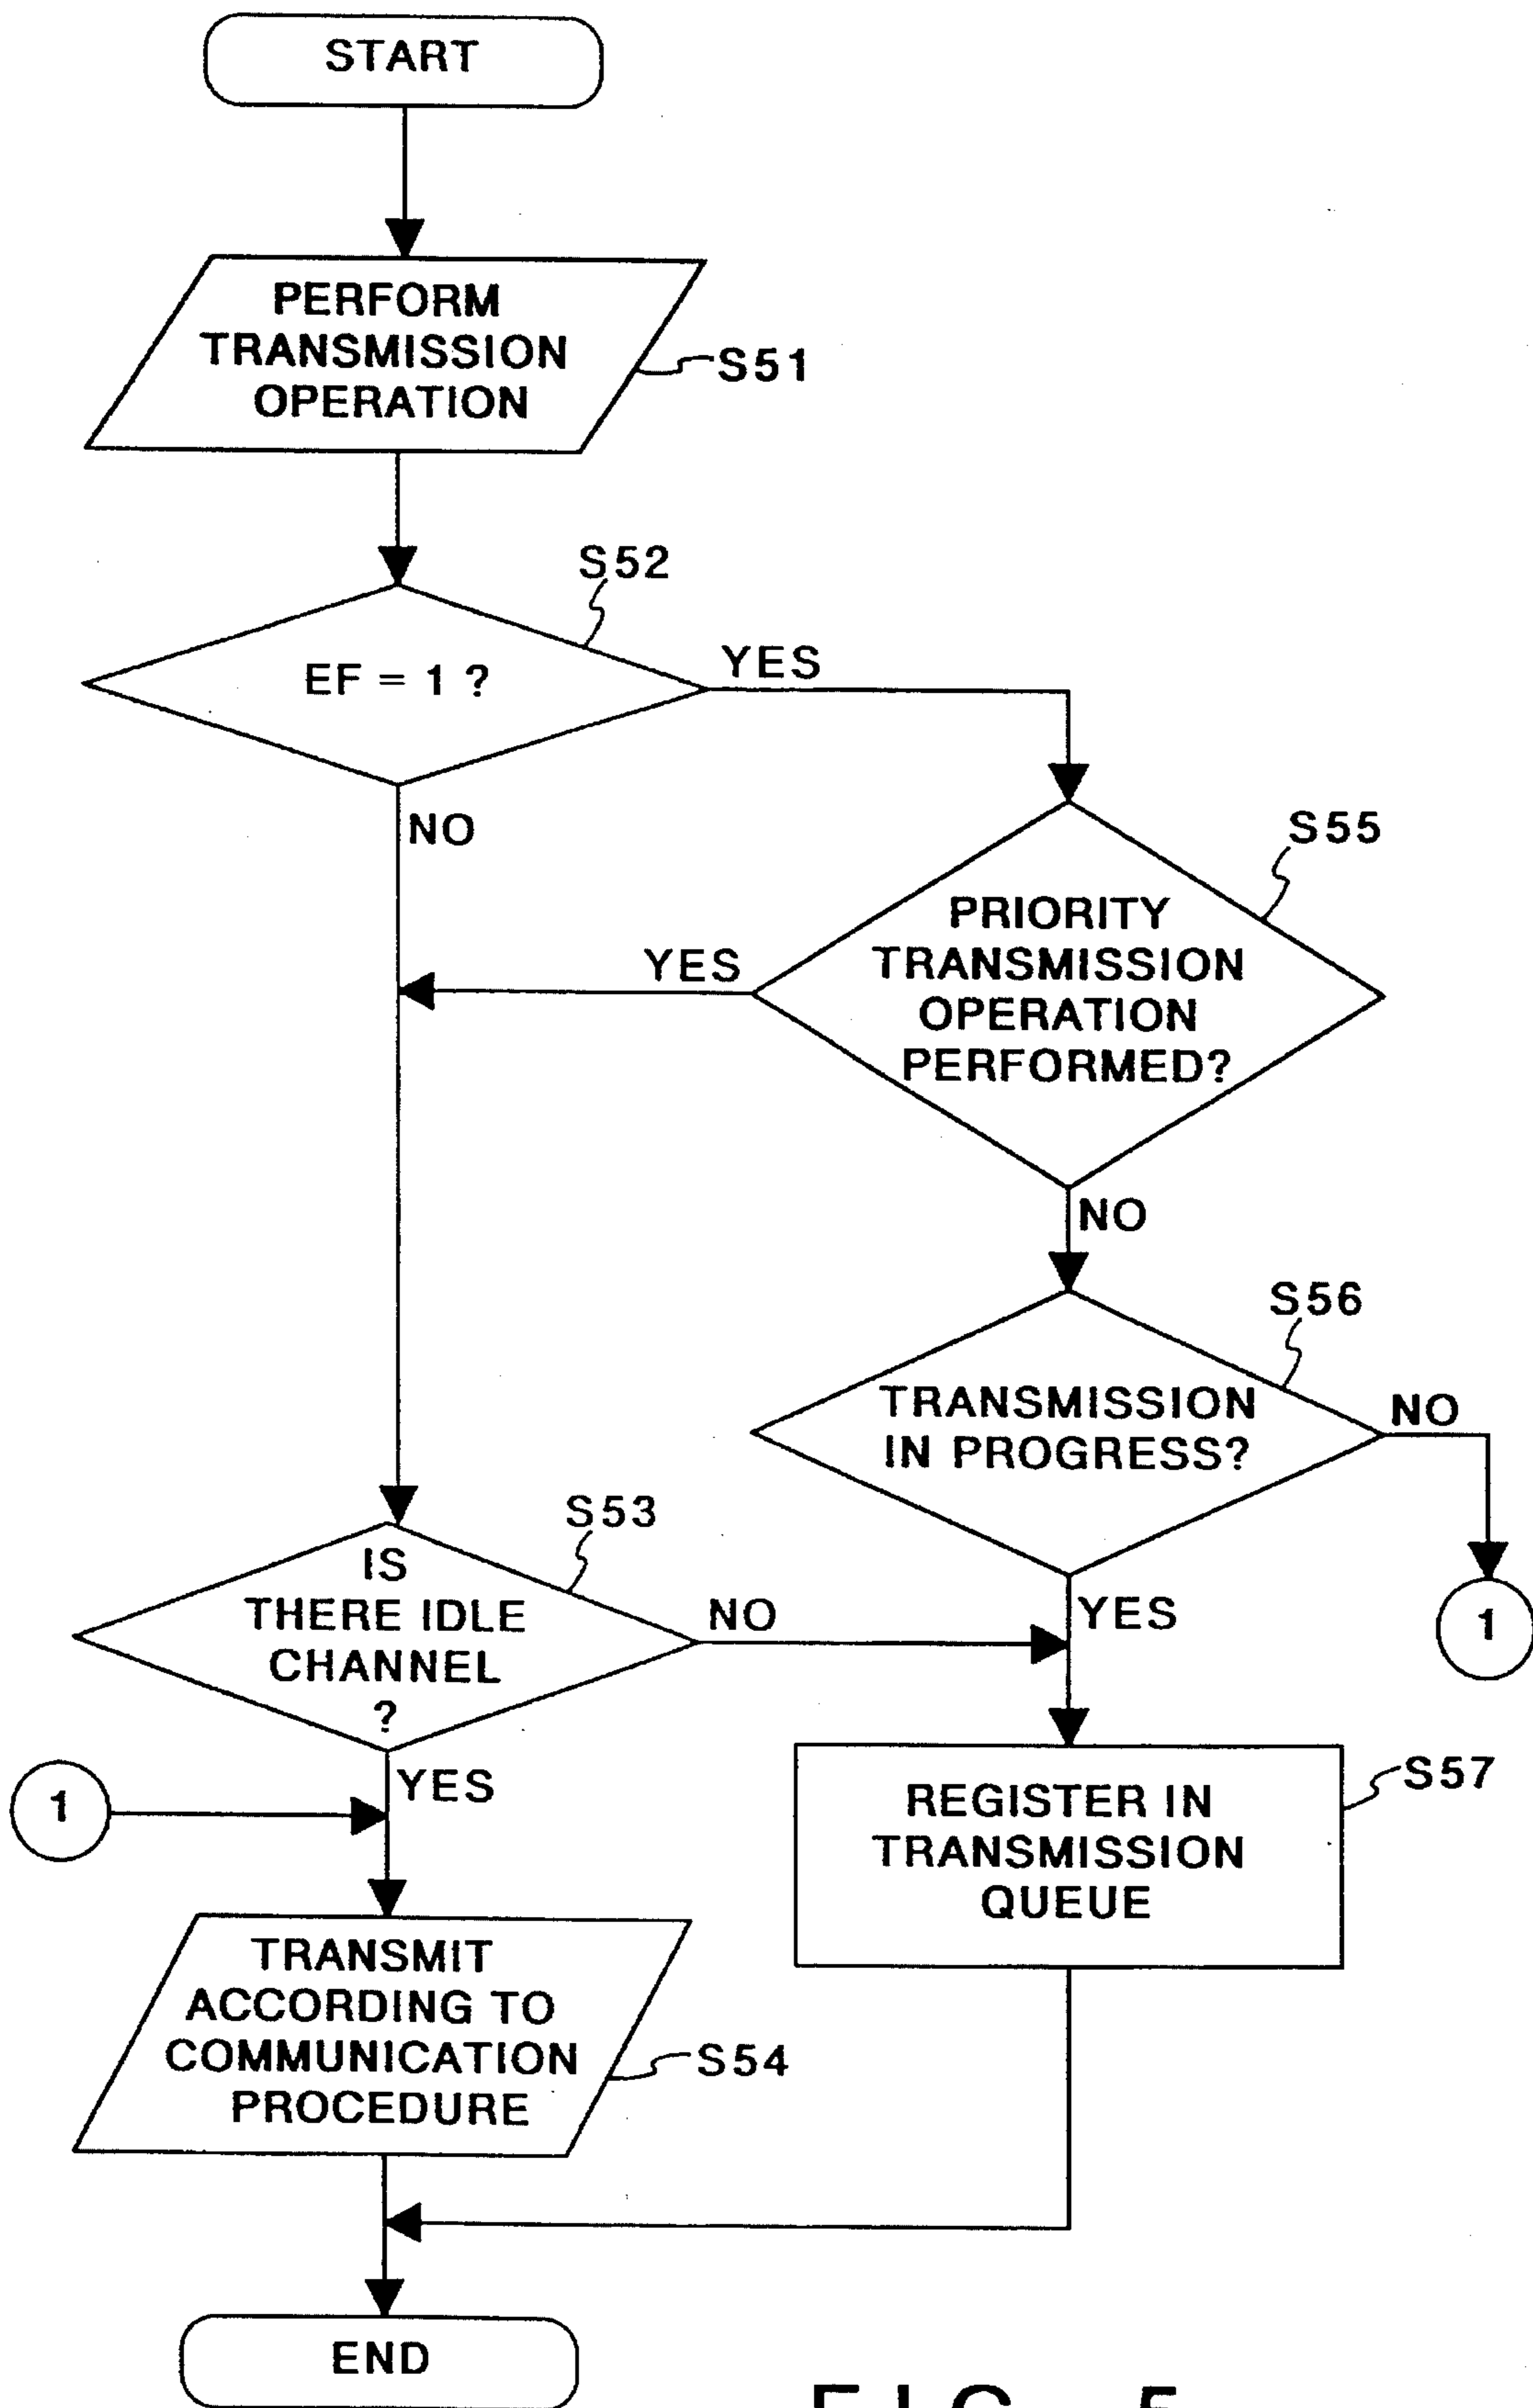 START
PERFORM
TRANSMISSION
OPERATION
S51
S52
EF = 1 ?
YES
NO
S55
PRIORITY
TRANSMISSION
OPERATION
PERFORMED?
YES
NO
S56
TRANSMISSION
IN PROGRESS?
NO
1
YES
S53
IS
THERE IDLE
CHANNEL
?
NO
YES
1
S57
REGISTER IN
TRANSMISSION
QUEUE
TRANSMIT
ACCORDING TO
COMMUNICATION
PROCEDURE
S54
END
FIG. 5